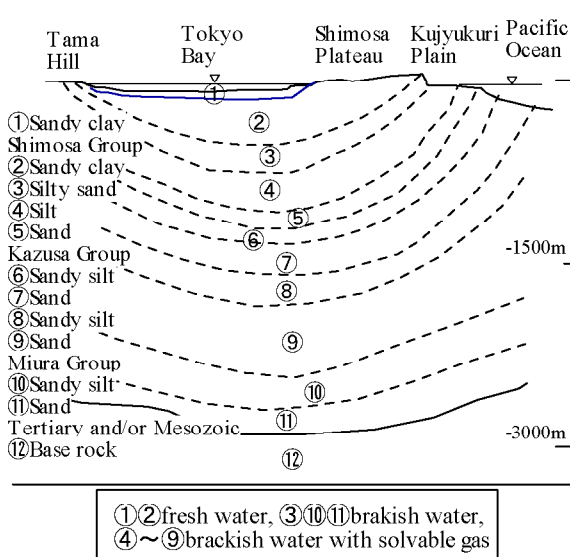 Tama Hill
Tokyo Bay
Shimosa Plateau
Kujyukuri Plain
Pacific Ocean
①
②
③
④
⑤
⑥
⑦
⑧
⑨
⑩
⑪
⑫
①Sandy clay
Shimosa Group
②Sandy clay
③Silty sand
④Silt
⑤Sand
Kazusa Group
⑥Sandy silt
⑦Sand
⑧Sandy silt
⑨Sand
Miura Group
⑩Sandy silt
⑪Sand
Tertiary and/or Mesozoic
⑫Base rock
-1500m
-3000m
①②fresh water, ③⑩⑪brakish water,
④～⑨brackish water with solvable gas